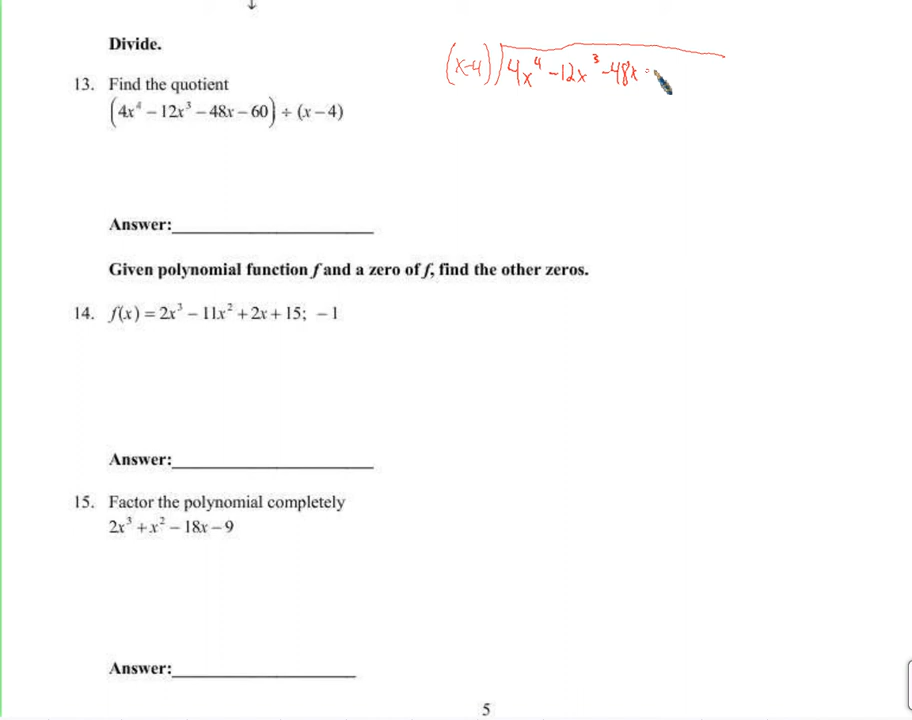 Divide.
(x-4)) 4x⁴ -12x³ -48x -
13. Find the quotient
(4x⁴ – 12x³ – 48x – 60) ÷ (x – 4)
Answer:
Given polynomial function f and a zero of f, find the other zeros.
14. f(x) = 2x³ – 11x² + 2x + 15; – 1
Answer:
15. Factor the polynomial completely
2x³ + x² – 18x – 9
Answer:
5